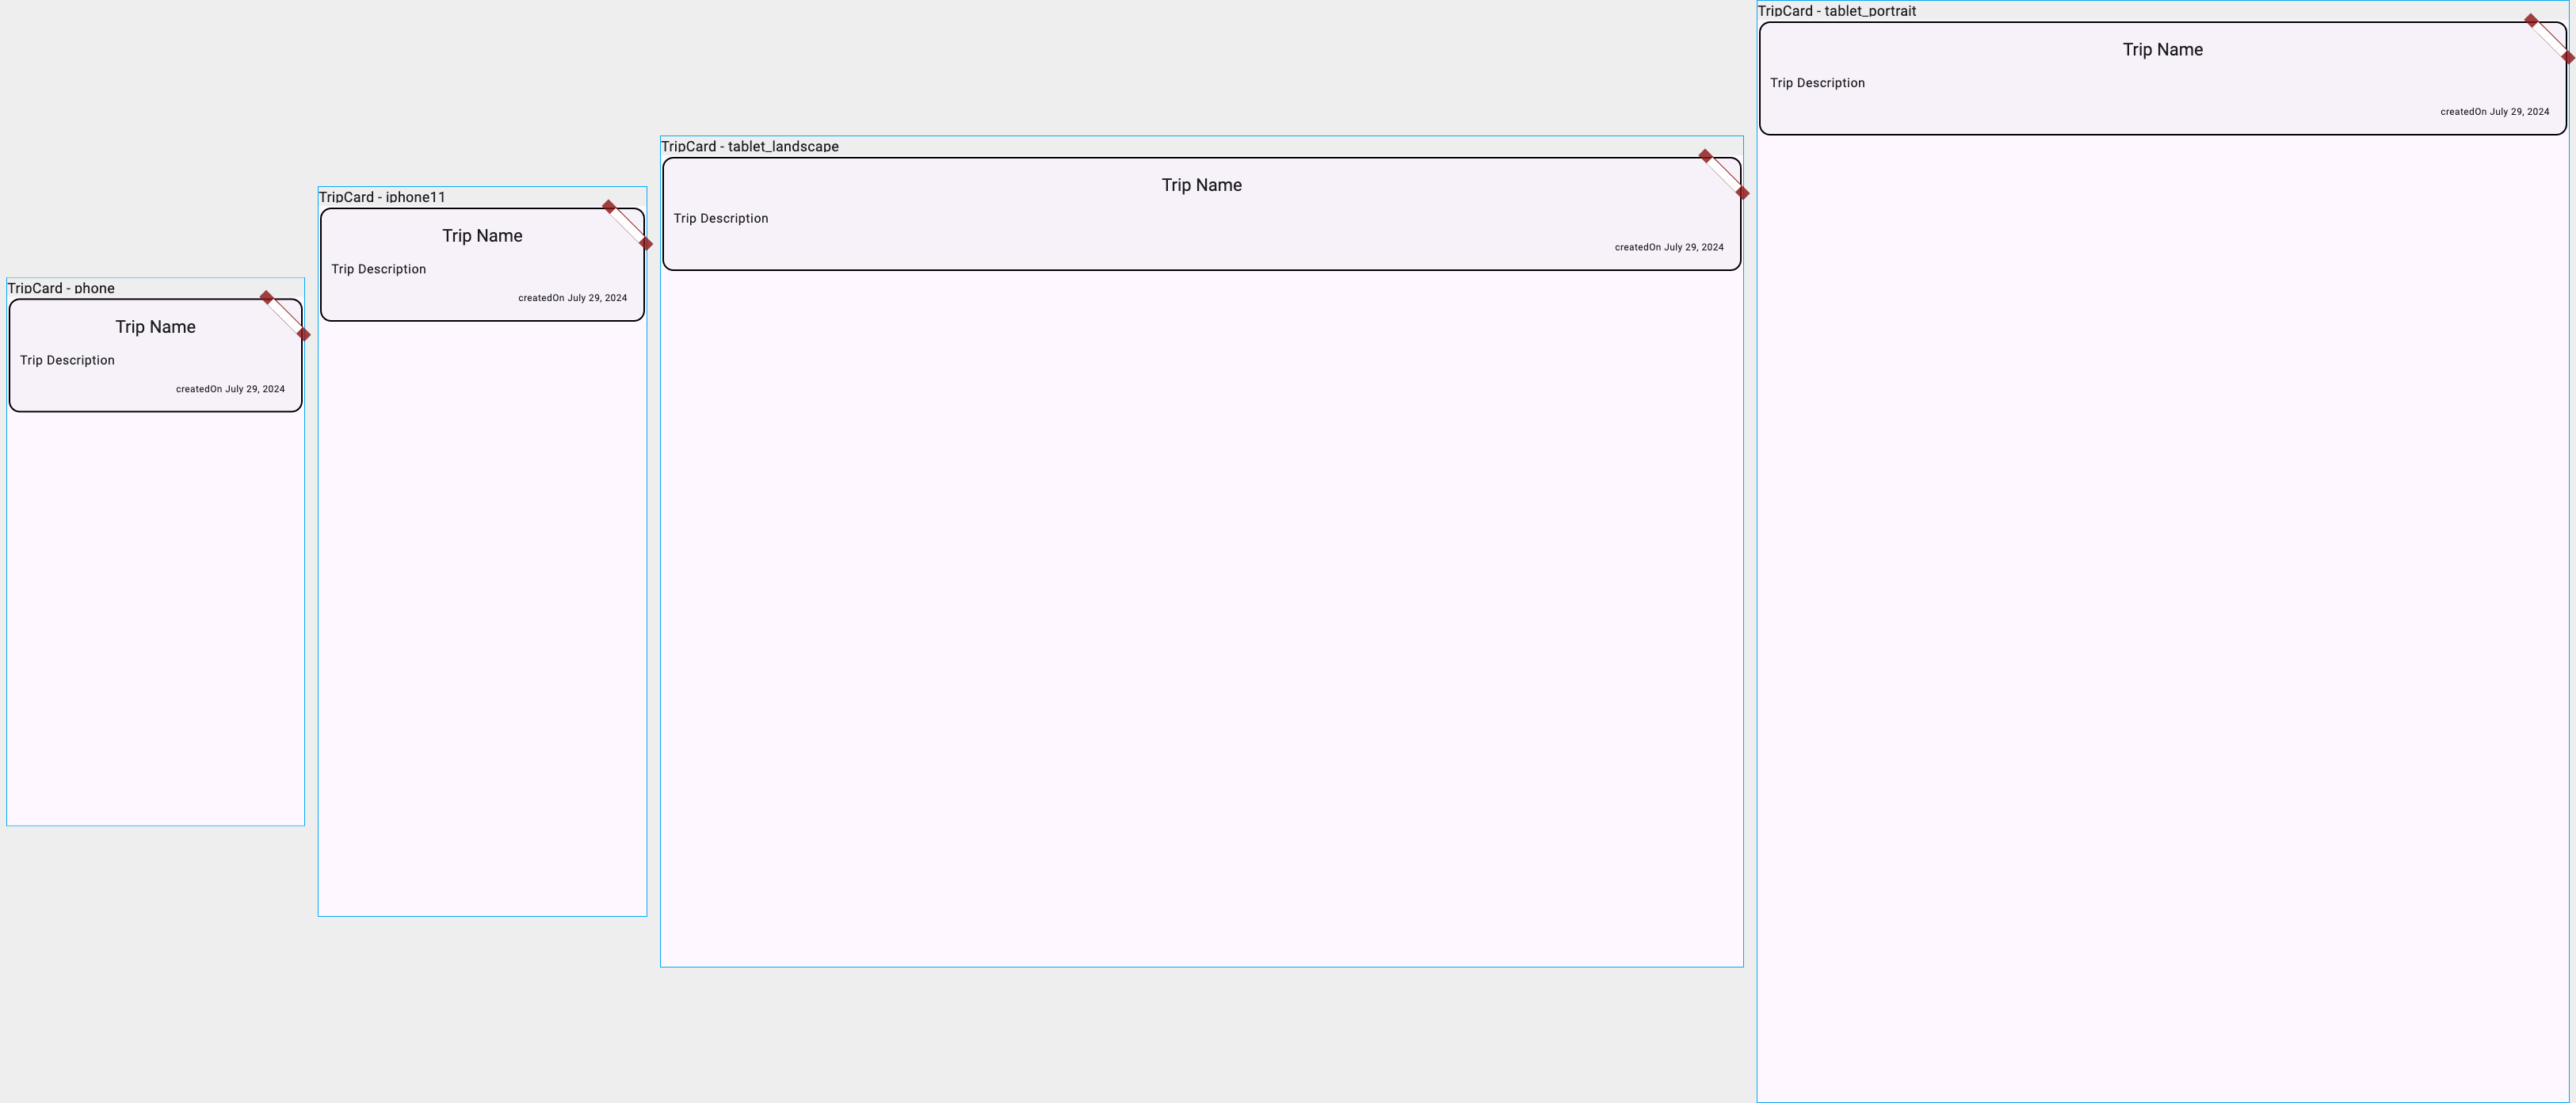 TripCard - phone
Trip Name
Trip Description
createdOn July 29, 2024
TripCard - iphone11
Trip Name
Trip Description
createdOn July 29, 2024
TripCard - tablet_landscape
Trip Name
Trip Description
createdOn July 29, 2024
TripCard - tablet_portrait
Trip Name
Trip Description
createdOn July 29, 2024